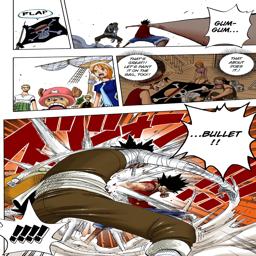 FLAP
GUM-
GUM...
THAT'S
GREAT!
LET'S PAINT
IT ON THE
SAIL, TOO!!
THAT
ABOUT
DOES
IT!!
...BULLET
!!
!!!!